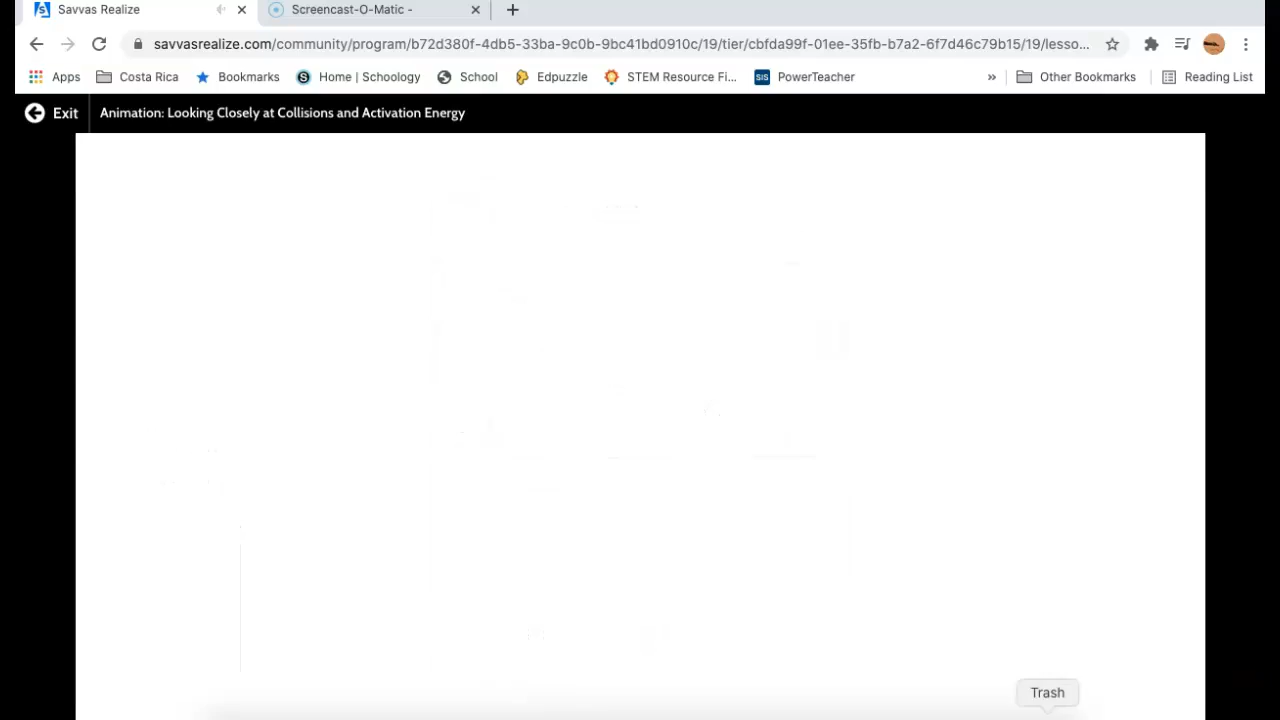 Savvas Realize
Screencast-O-Matic -
savvasrealize.com/community/program/b72d380f-4db5-33ba-9c0b-9bc41bd0910c/19/tier/cbfda99f-01ee-35fb-b7a2-6f7d46c79b15/19/lesso...
Apps Costa Rica Bookmarks S Home | Schoology School Edpuzzle STEM Resource Fi... SIS PowerTeacher » Other Bookmarks Reading List
Exit Animation: Looking Closely at Collisions and Activation Energy
Trash